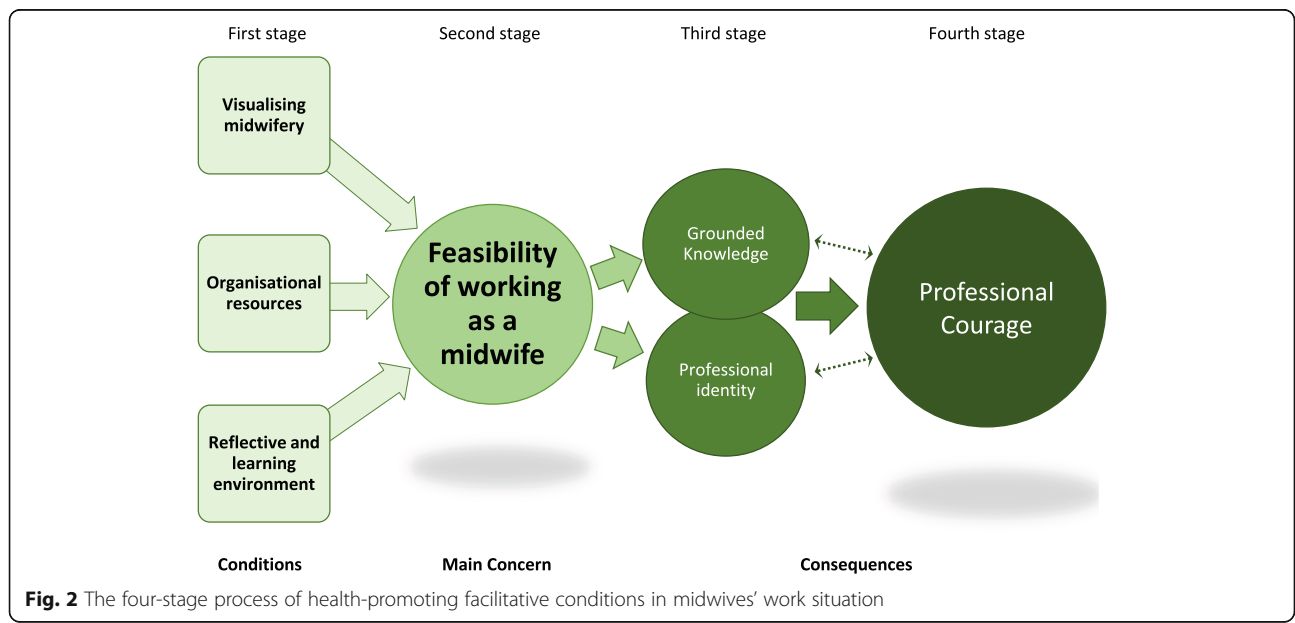 First stage
Second stage
Third stage
Fourth stage
Visualising
midwifery
Organisational
resources
Reflective and
learning
environment
Feasibility
of working
as a
midwife
Grounded
Knowledge
Professional
identity
Professional
Courage
Conditions
Main Concern
Consequences
Fig. 2 The four-stage process of health-promoting facilitative conditions in midwives’ work situation